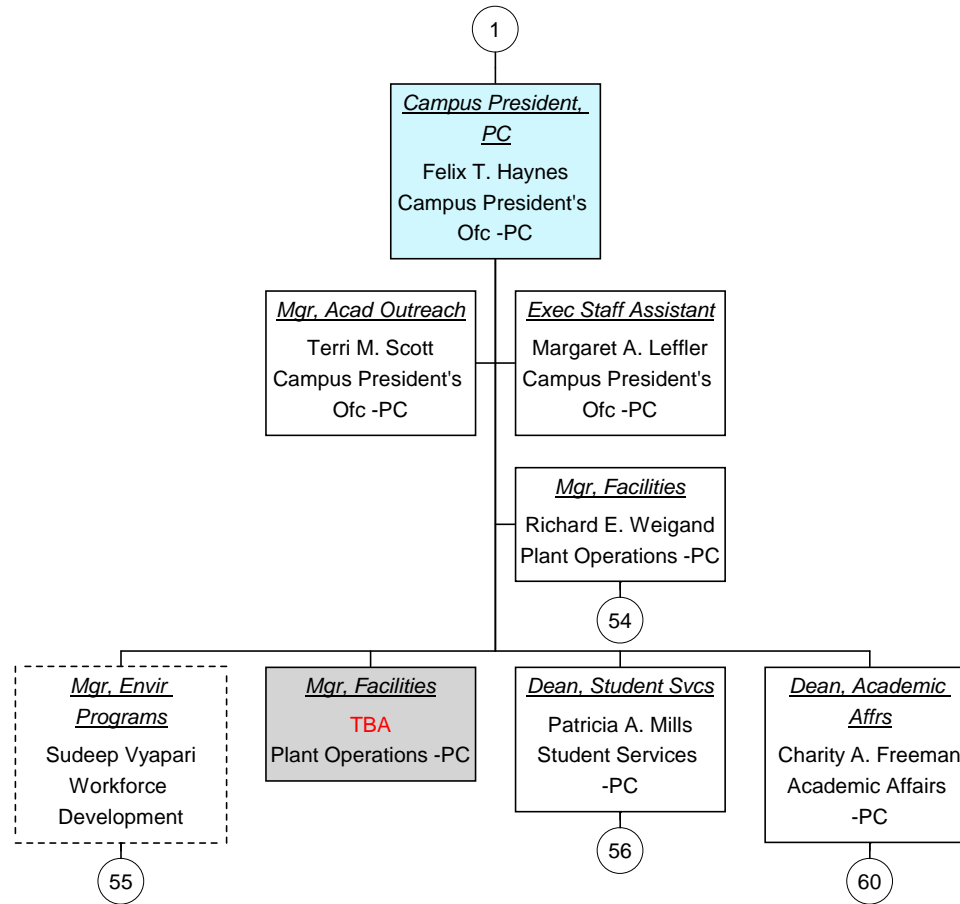 1
Campus President,
PC
Felix T. Haynes
Campus President's
Ofc -PC
Mgr, Acad Outreach
Terri M. Scott
Campus President's
Ofc -PC
Exec Staff Assistant
Margaret A. Leffler
Campus President's
Ofc -PC
Mgr, Facilities
Richard E. Weigand
Plant Operations -PC
54
Mgr, Envir
Programs
Sudeep Vyapari
Workforce
Development
55
Mgr, Facilities
TBA
Plant Operations -PC
Dean, Student Svcs
Patricia A. Mills
Student Services
-PC
56
Dean, Academic
Affrs
Charity A. Freeman
Academic Affairs
-PC
60